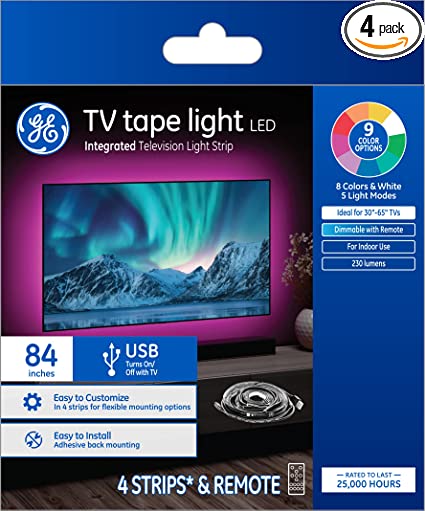 4
pack
GE
TV tape light LED
Integrated Television Light Strip
9
COLOR
OPTIONS
8 Colors & White
5 Light Modes
Ideal for 30"-65" TVs
Dimmable with Remote
For Indoor Use
230 lumens
84
inches
USB
Turns On/
Off with TV
Easy to Customize
In 4 strips for flexible mounting options
Easy to Install
Adhesive back mounting
4 STRIPS* & REMOTE
RATED TO LAST
25,000 HOURS